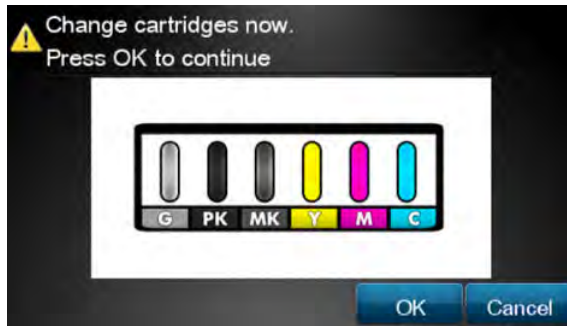 Change cartridges now.
Press OK to continue
G PK MK Y M C
OK Cancel